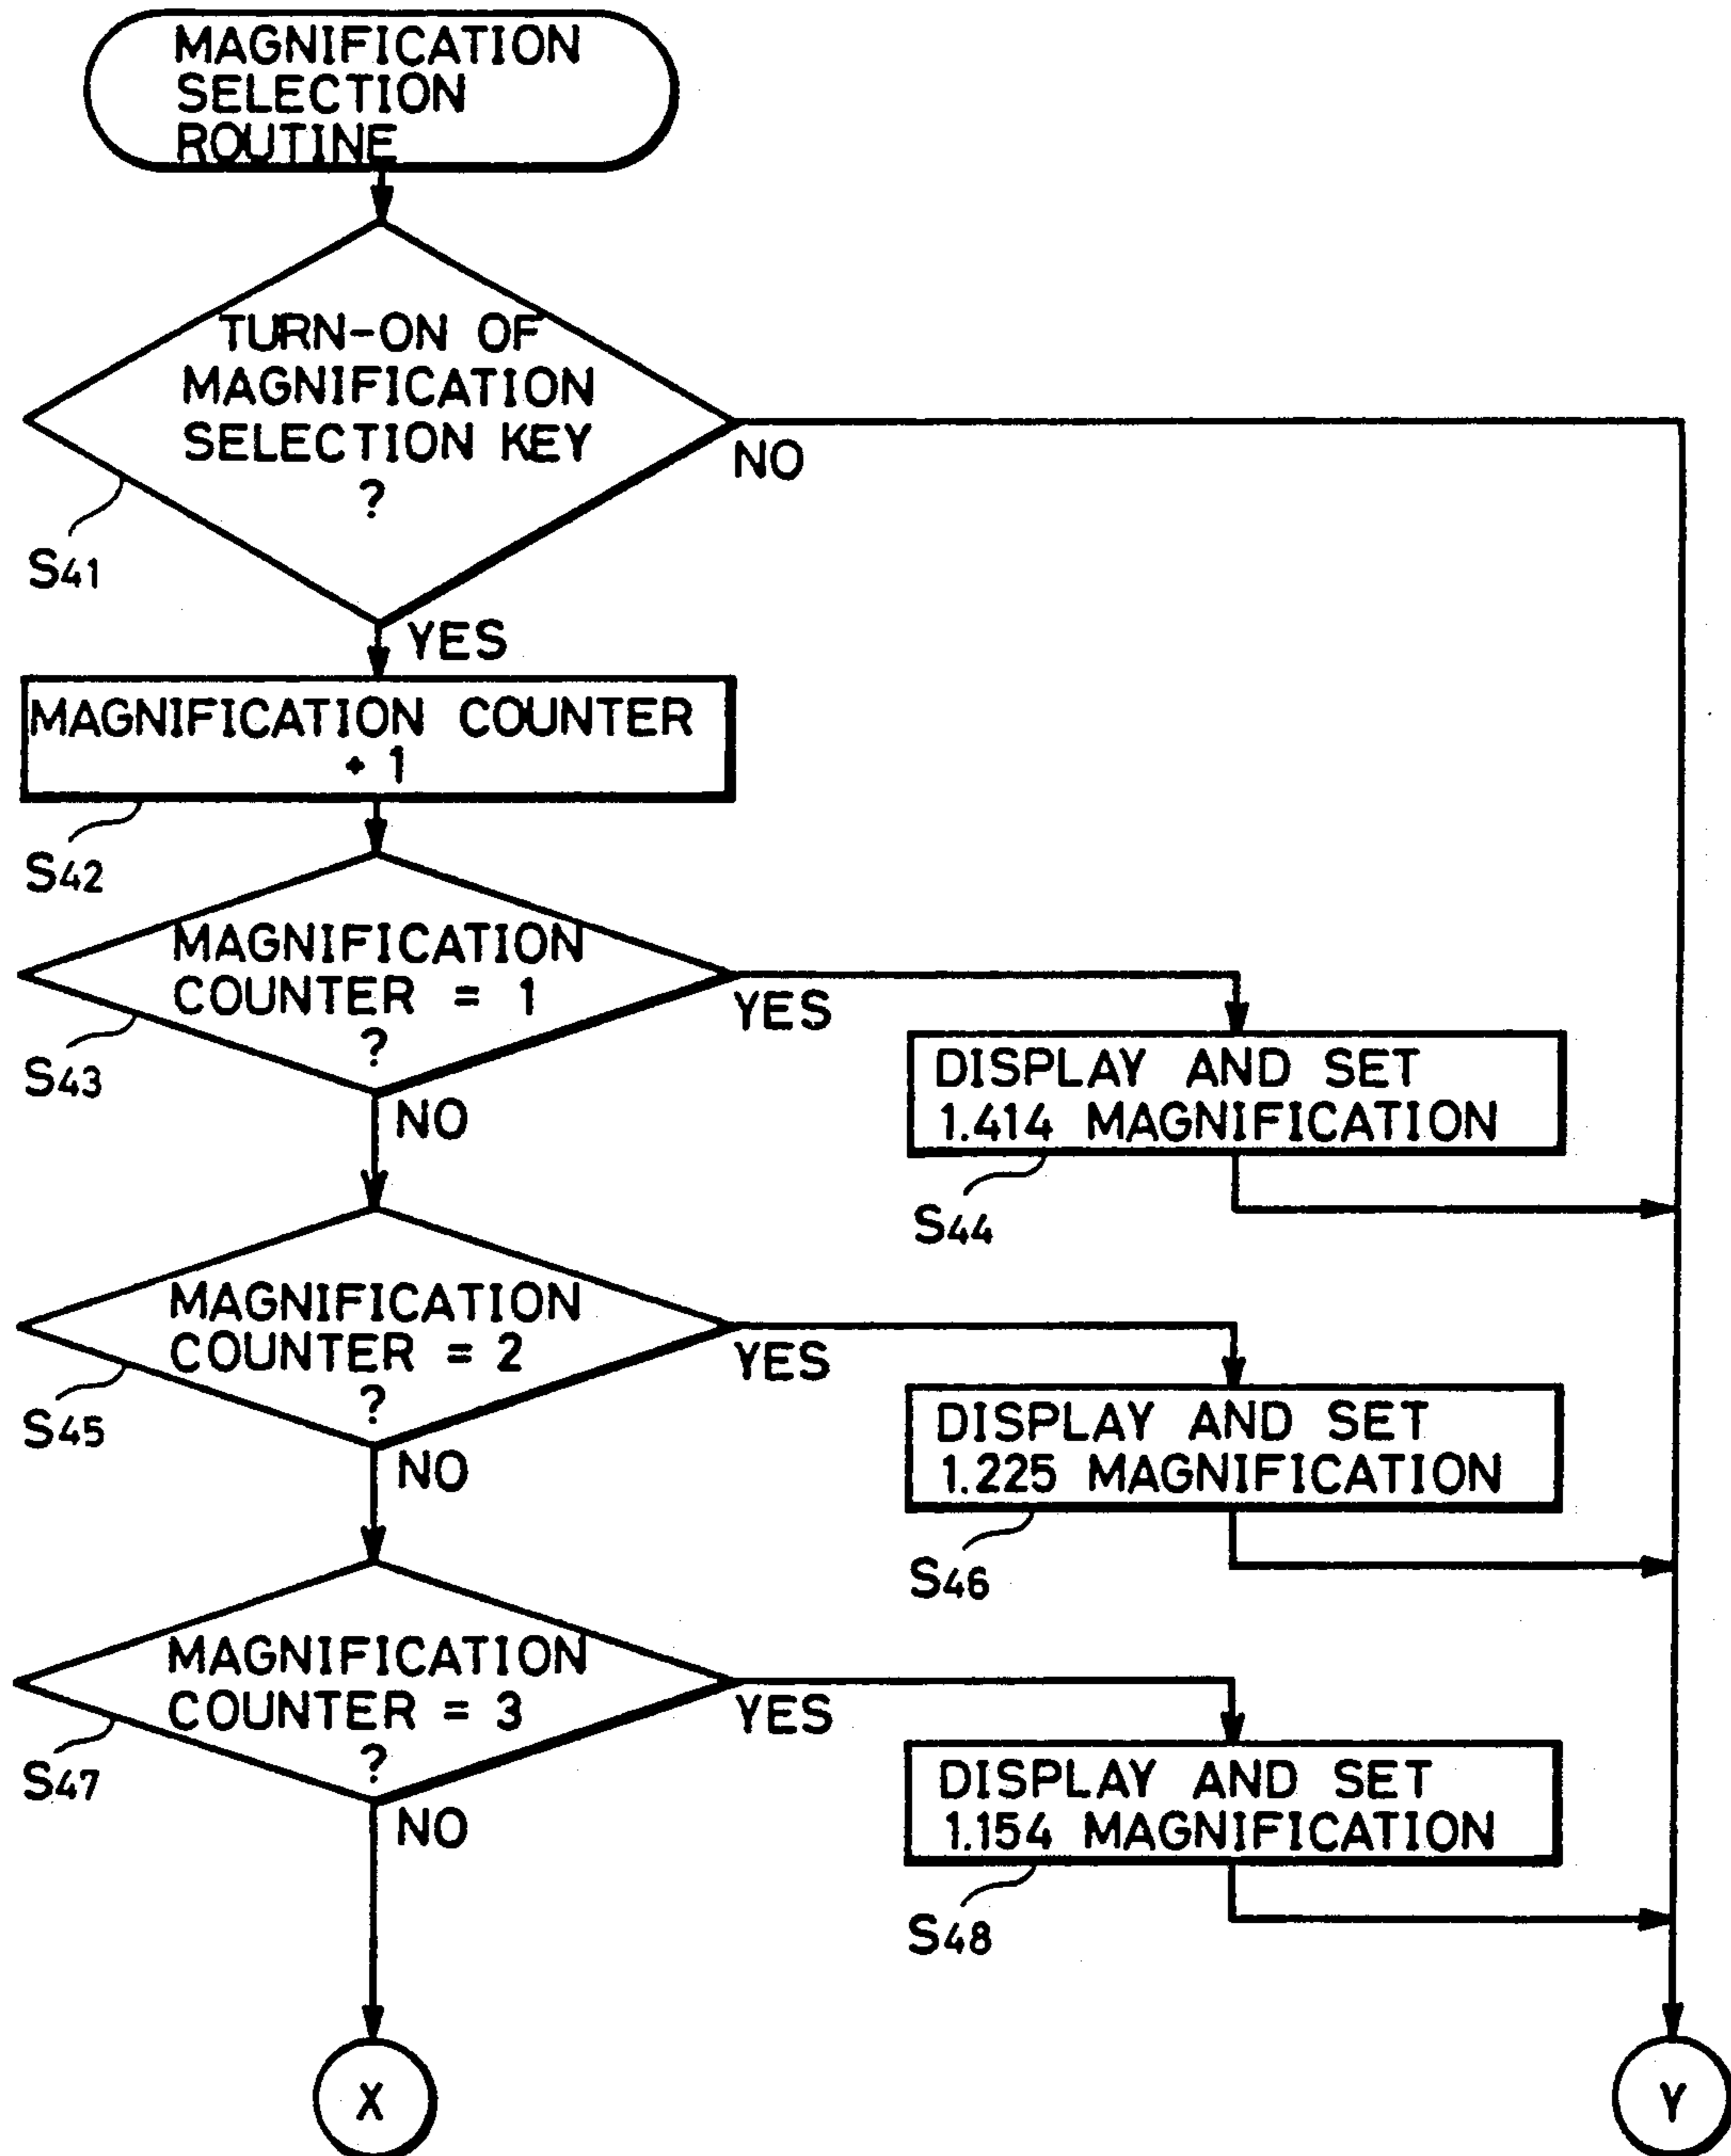 MAGNIFICATION
SELECTION
ROUTINE
TURN-ON OF
MAGNIFICATION
SELECTION KEY
?
NO
S41
YES
MAGNIFICATION COUNTER
+ 1
S42
MAGNIFICATION
COUNTER = 1
?
YES
S43
NO
DISPLAY AND SET
1.414 MAGNIFICATION
S44
MAGNIFICATION
COUNTER = 2
?
YES
S45
NO
DISPLAY AND SET
1.225 MAGNIFICATION
S46
MAGNIFICATION
COUNTER = 3
?
YES
S47
NO
DISPLAY AND SET
1.154 MAGNIFICATION
S48
X
Y